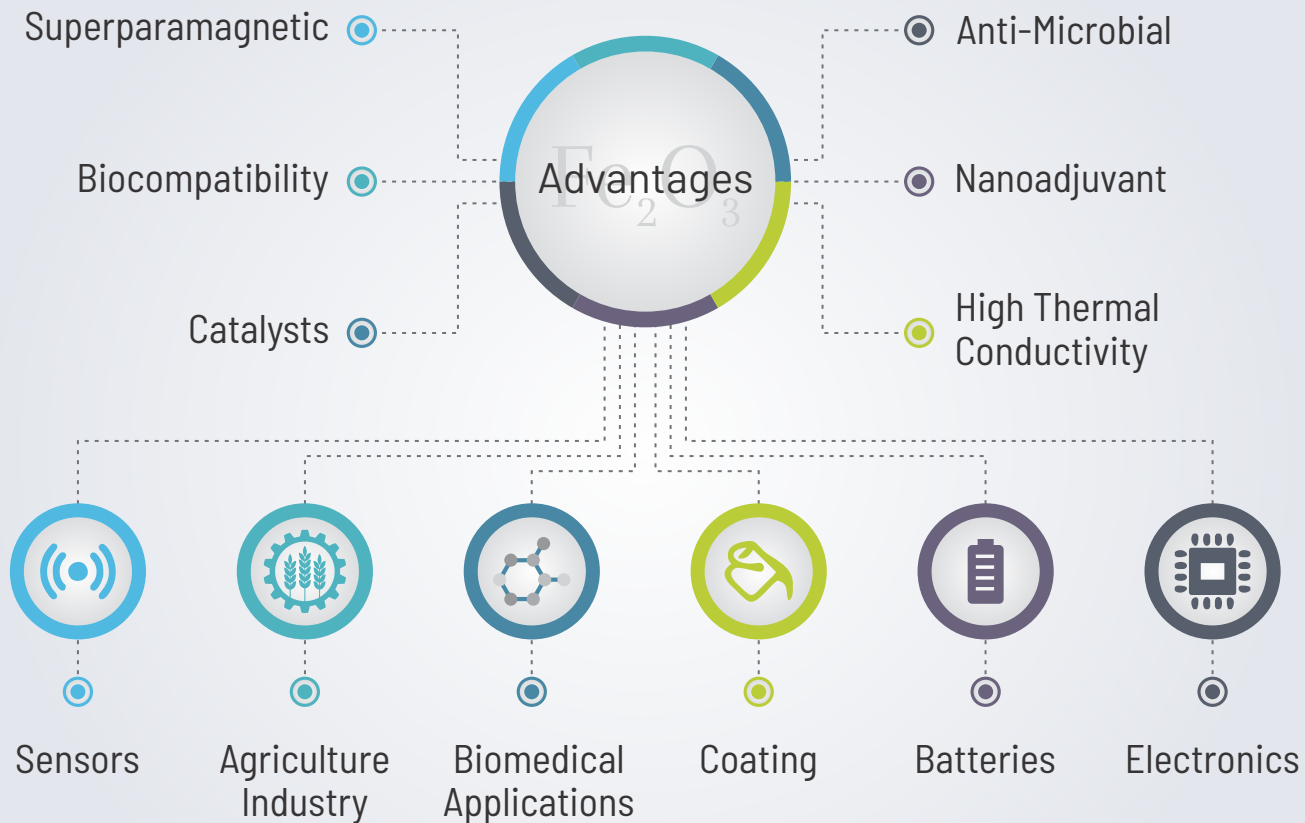 Superparamagnetic
Anti-Microbial
Fe₂O₃
Advantages
Biocompatibility
Nanoadjuvant
Catalysts
High Thermal
Conductivity
Sensors
Agriculture
Industry
Biomedical
Applications
Coating
Batteries
Electronics